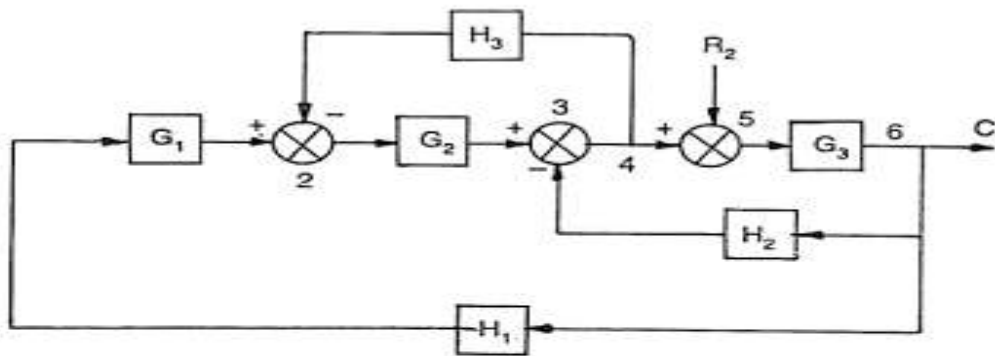 H₃
R₂
G₁ + − 2
G₂ + 3 − 4
+ 5
G₃ 6 C
H₂
-H₁